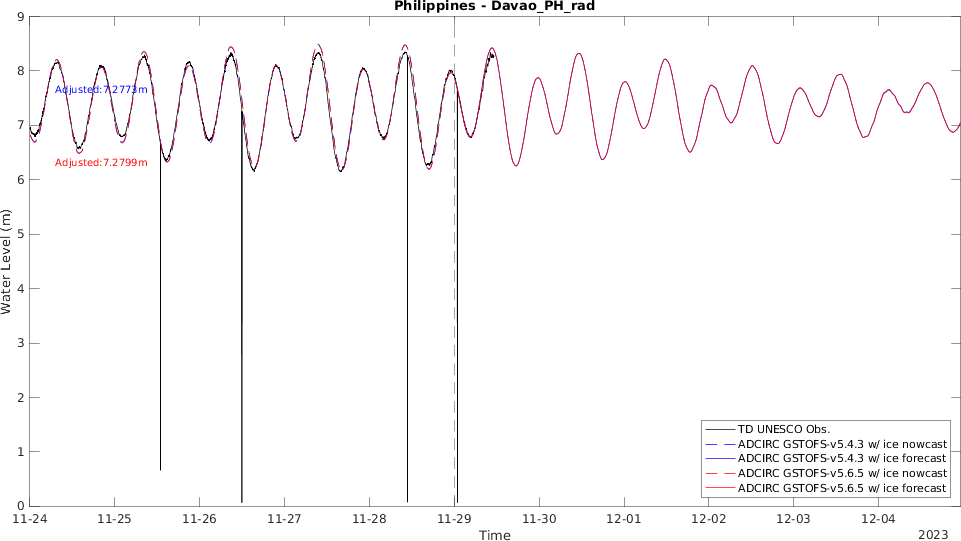 Philippines - Davao_PH_rad
9
8
7
6
5
4
3
2
1
0
Water Level (m)
Adjusted:7.2773m
Adjusted:7.2799m
TD UNESCO Obs.
ADCIRC GSTOFS-v5.4.3 w/ ice nowcast
ADCIRC GSTOFS-v5.4.3 w/ ice forecast
ADCIRC GSTOFS-v5.6.5 w/ ice nowcast
ADCIRC GSTOFS-v5.6.5 w/ ice forecast
11-24 11-25 11-26 11-27 11-28 11-29 11-30 12-01 12-02 12-03 12-04
Time
2023